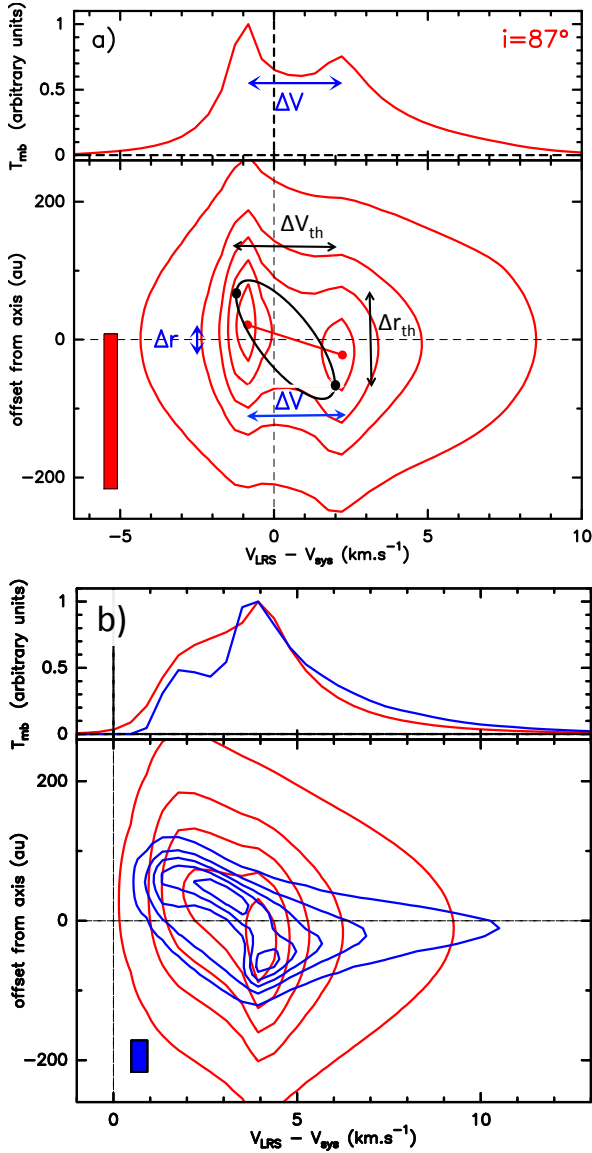 a)
i=87°
T_mb (arbitrary units)
1
0.5
0
ΔV
offset from axis (au)
200
0
−200
ΔV_th
Δr
Δr_th
ΔV
−5
0
5
10
V_LRS − V_sys (km.s⁻¹)
b)
T_mb (arbitrary units)
1
0.5
0
offset from axis (au)
200
0
−200
0
5
10
V_LRS − V_sys (km.s⁻¹)